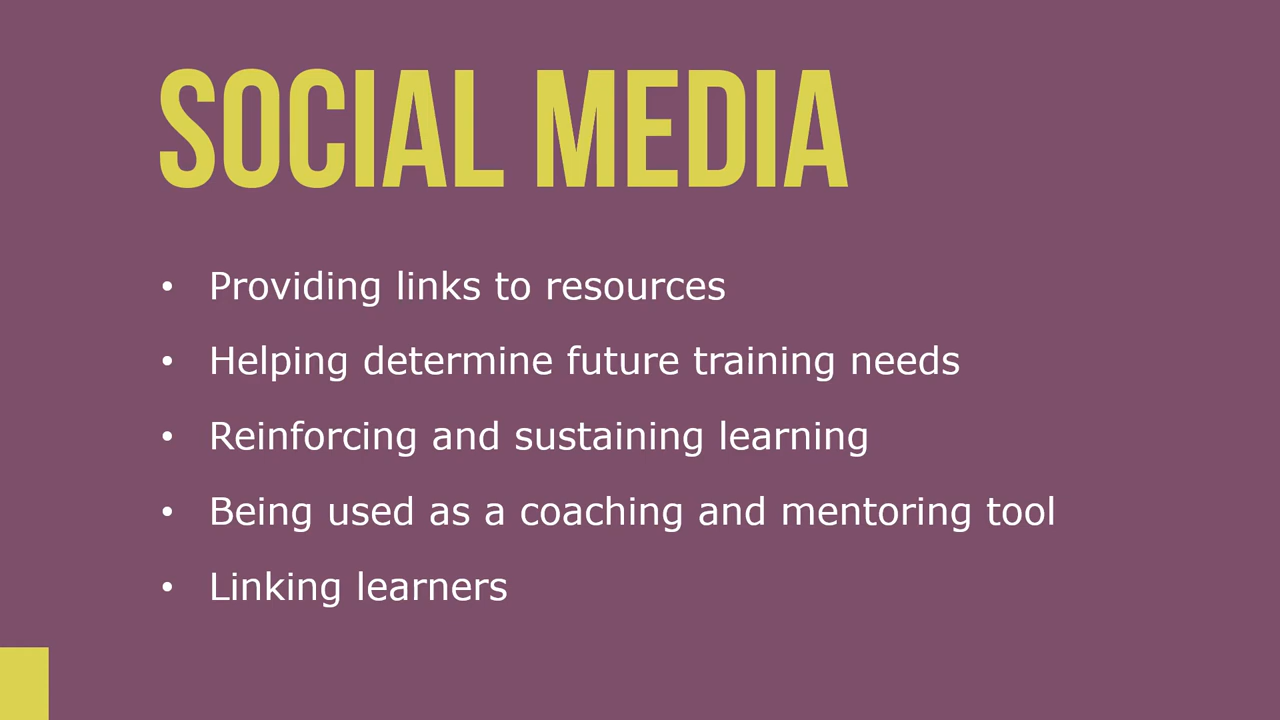 SOCIAL MEDIA
• Providing links to resources
• Helping determine future training needs
• Reinforcing and sustaining learning
• Being used as a coaching and mentoring tool
• Linking learners